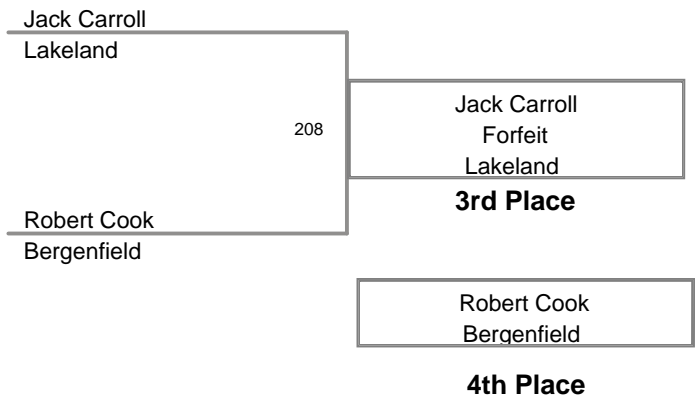 Jack Carroll
Lakeland
208
Jack Carroll
Forfeit
Lakeland
3rd Place
Robert Cook
Bergenfield
Robert Cook
Bergenfield
4th Place